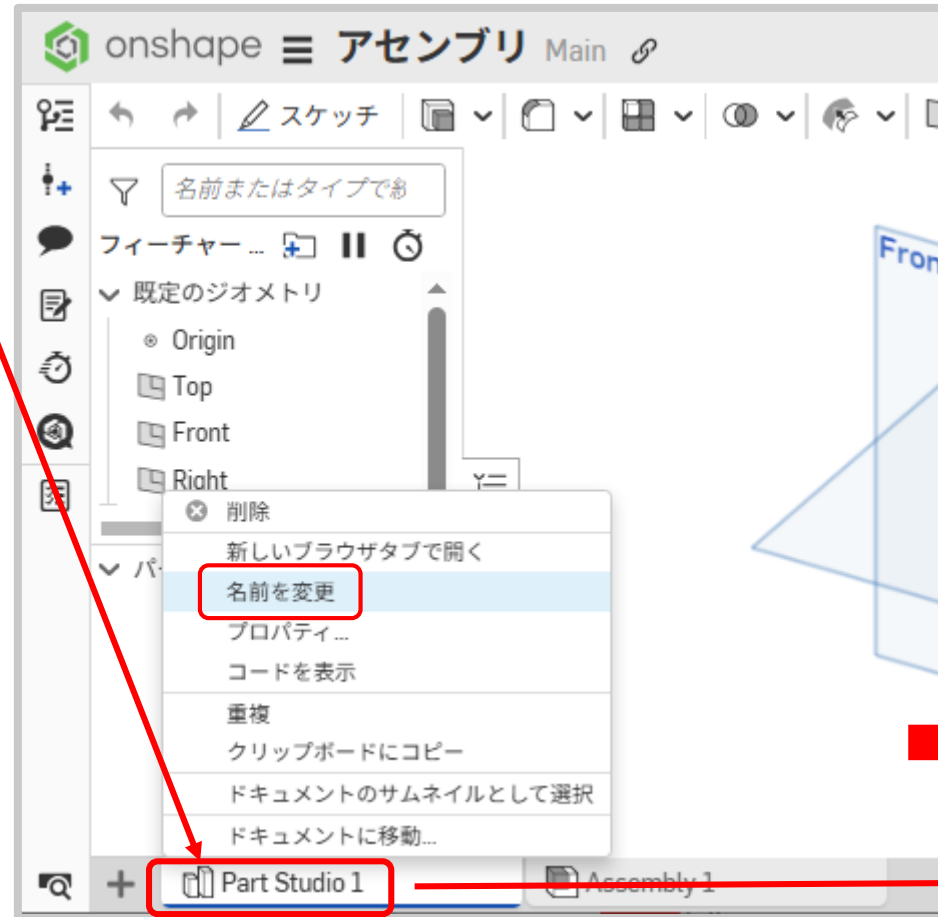 onshape アセンブリ Main
スケッチ
名前またはタイプで
フィーチャー ...
既定のジオメトリ
Origin
Top
Front
Right
Fron
削除
新しいブラウザタブで開く
パ
名前を変更
プロパティ...
コードを表示
重複
クリップボードにコピー
ドキュメントのサムネイルとして選択
ドキュメントに移動...
Part Studio 1
Assembly 1